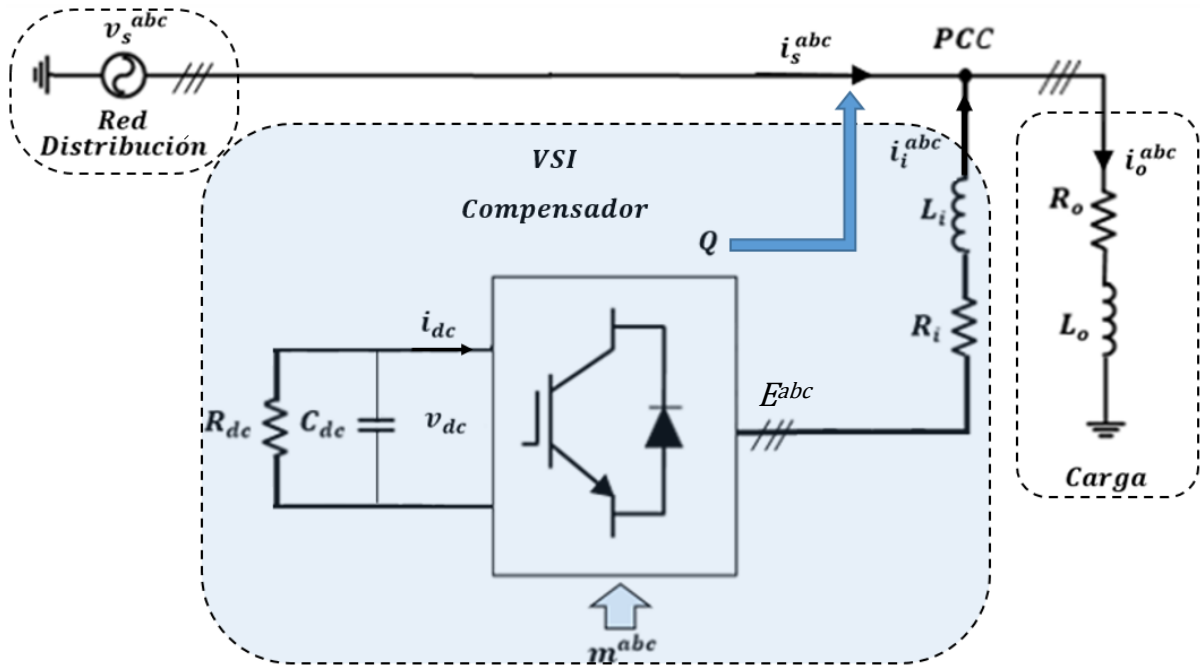 v_s^abc
Red
Distribución
i_s^abc
PCC
VSI
Compensador
i_i^abc
i_o^abc
L_i
R_o
Q
i_dc
R_i
L_o
R_dc
C_dc
v_dc
E^abc
Carga
m^abc